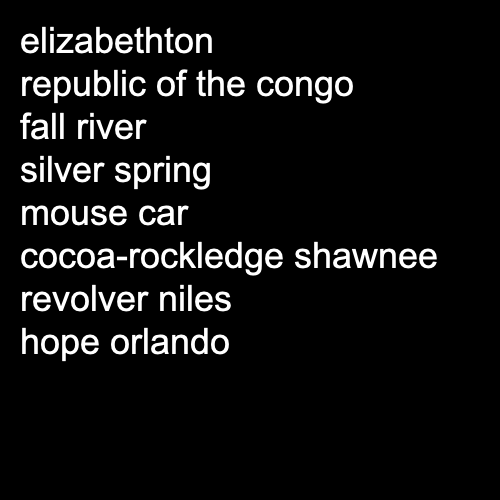 elizabethton
republic of the congo
fall river
silver spring
mouse car
cocoa-rockledge shawnee
revolver niles
hope orlando